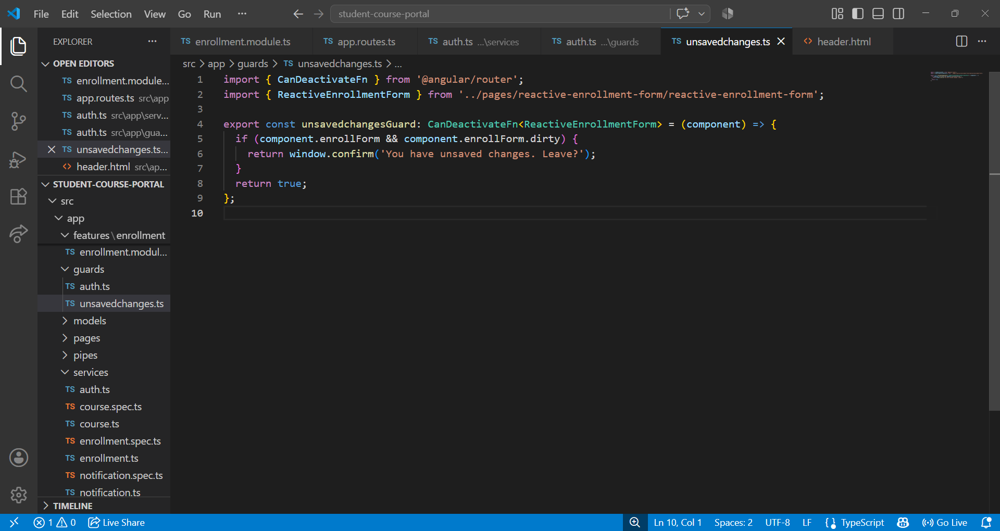 File Edit Selection View Go Run ···
student-course-portal
EXPLORER ···
TS enrollment.module.ts
TS app.routes.ts
TS auth.ts ...\services
TS auth.ts ...\guards
TS unsavedchanges.ts
<> header.html
OPEN EDITORS
TS enrollment.module...
TS app.routes.ts src\app
TS auth.ts src\app\serv...
TS auth.ts src\app\gua...
TS unsavedchanges.ts...
<> header.html src\ap...
STUDENT-COURSE-PORTAL
src
app
features\enrollment
TS enrollment.modul...
guards
TS auth.ts
TS unsavedchanges.ts
models
pages
pipes
services
TS auth.ts
TS course.spec.ts
TS course.ts
TS enrollment.spec.ts
TS enrollment.ts
TS notification.spec.ts
TS notification.ts
TIMELINE
src > app > guards > TS unsavedchanges.ts > ...
1 import { CanDeactivateFn } from '@angular/router';
2 import { ReactiveEnrollmentForm } from '../pages/reactive-enrollment-form/reactive-enrollment-form';
3
4 export const unsavedchangesGuard: CanDeactivateFn<ReactiveEnrollmentForm> = (component) => {
5 if (component.enrollForm && component.enrollForm.dirty) {
6 return window.confirm('You have unsaved changes. Leave?');
7 }
8 return true;
9 };
10
1 0 Live Share
Ln 10, Col 1 Spaces: 2 UTF-8 LF { } TypeScript Go Live